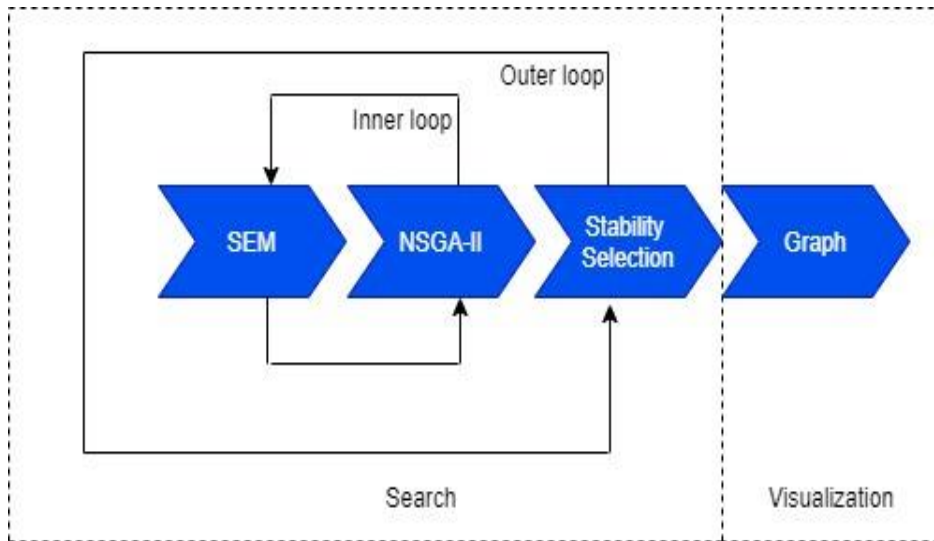 Outer loop
Inner loop
SEM
NSGA-II
Stability
Selection
Graph
Search
Visualization